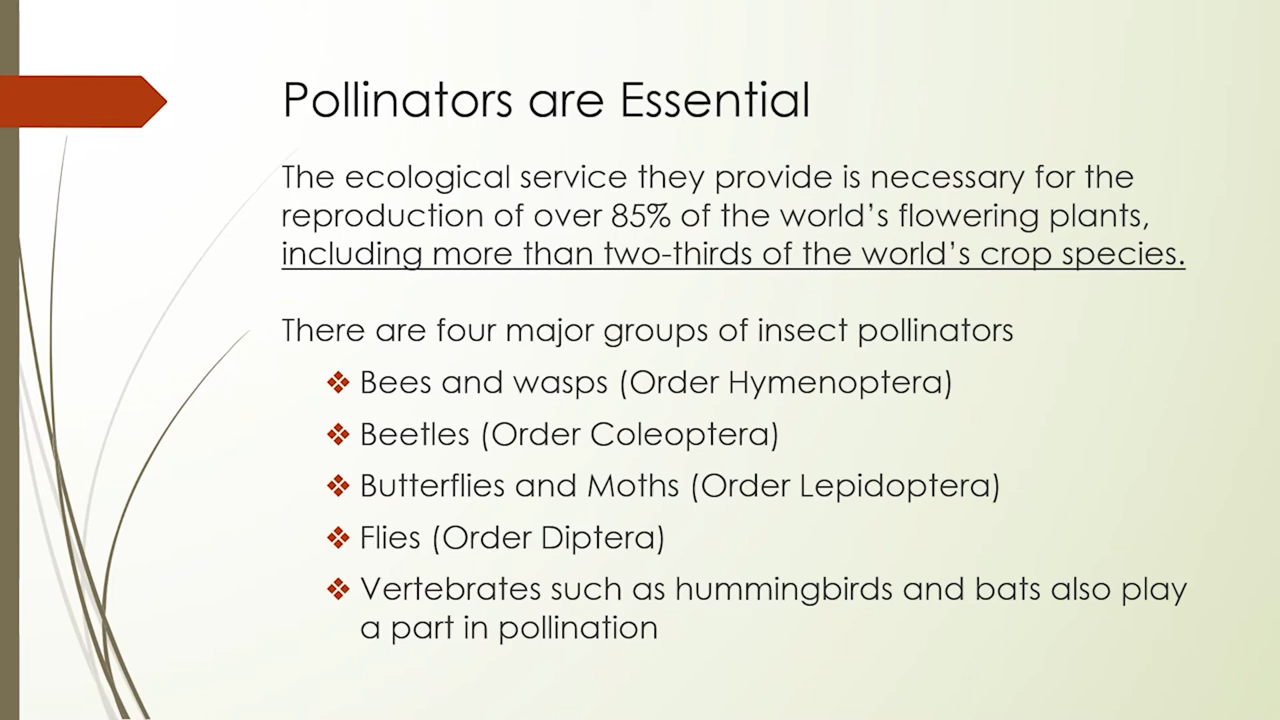 Pollinators are Essential
The ecological service they provide is necessary for the
reproduction of over 85% of the world's flowering plants,
including more than two-thirds of the world's crop species.
There are four major groups of insect pollinators
Bees and wasps (Order Hymenoptera)
Beetles (Order Coleoptera)
Butterflies and Moths (Order Lepidoptera)
Flies (Order Diptera)
Vertebrates such as hummingbirds and bats also play
a part in pollination